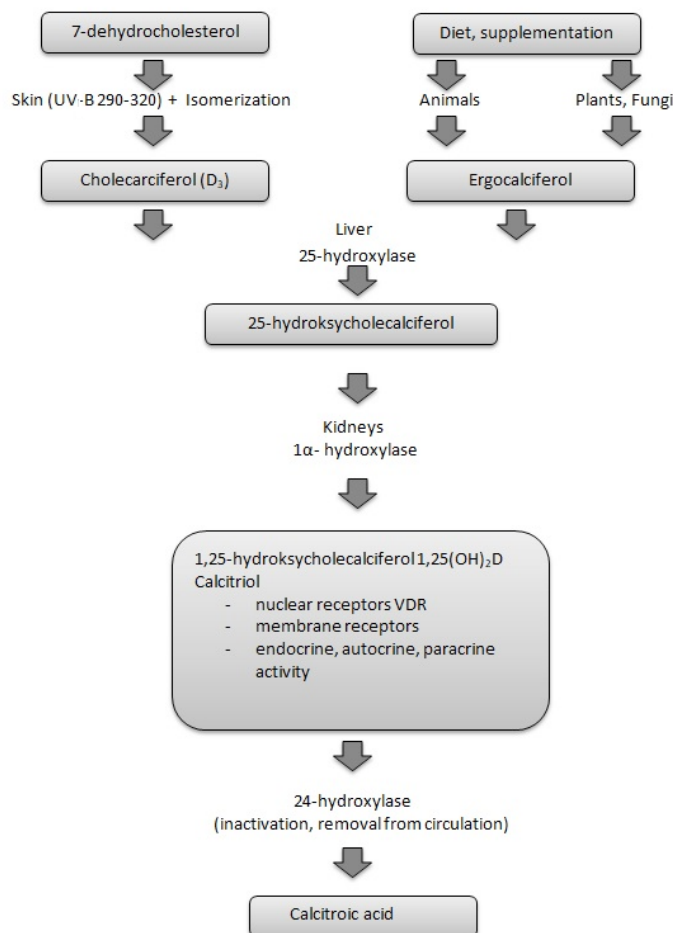 7-dehydrocholesterol
Diet, supplementation
Skin (UV-B 290-320) + Isomerization
Animals
Plants, Fungi
Cholecarciferol (D₃)
Ergocalciferol
Liver
25-hydroxylase
25-hydroksycholecalciferol
Kidneys
1α- hydroxylase
1,25-hydroksycholecalciferol 1,25(OH)₂D
Calcitriol
- nuclear receptors VDR
- membrane receptors
- endocrine, autocrine, paracrine
activity
24-hydroxylase
(inactivation, removal from circulation)
Calcitroic acid